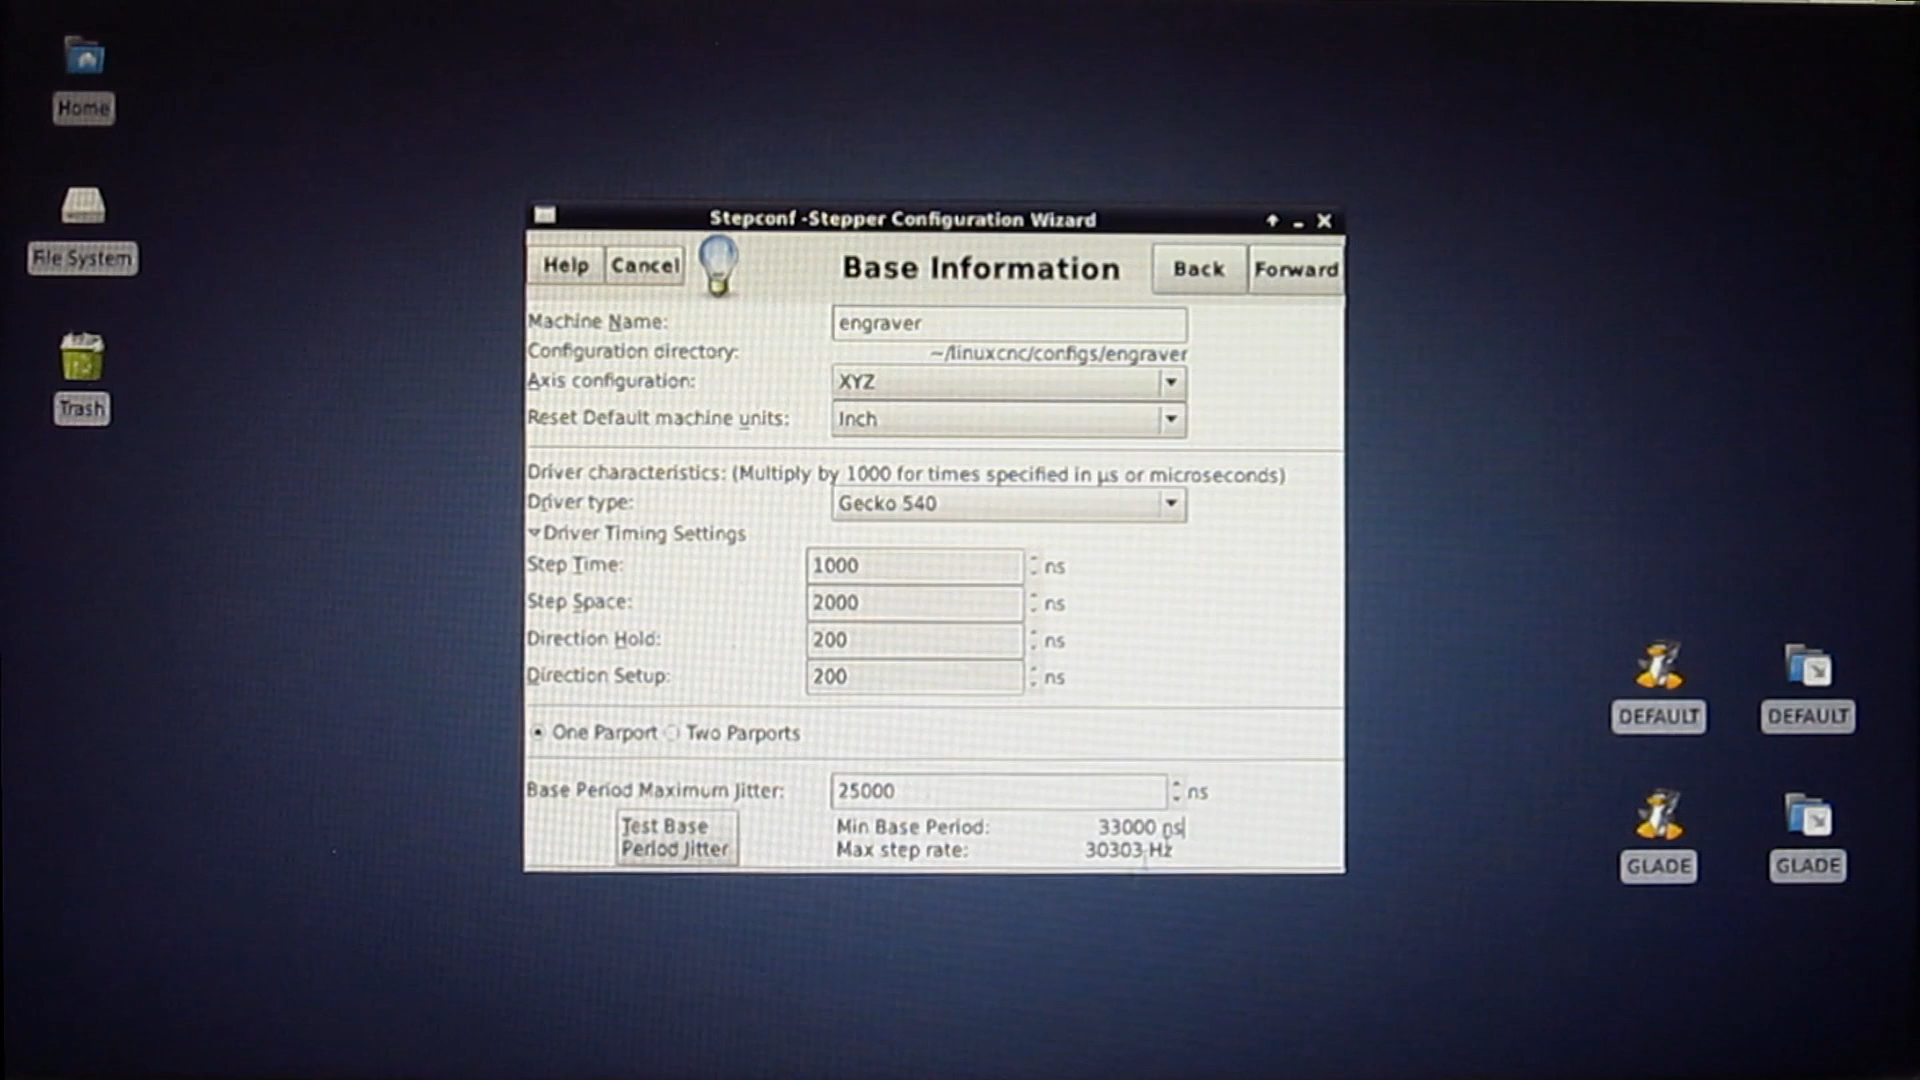 Home
File System
Trash
Stepconf -Stepper Configuration Wizard
Help
Cancel
Base Information
Back
Forward
Machine Name:
engraver
Configuration directory:
~/linuxcnc/configs/engraver
Axis configuration:
XYZ
Reset Default machine units:
Inch
Driver characteristics: (Multiply by 1000 for times specified in µs or microseconds)
Driver type:
Gecko 540
Driver Timing Settings
Step Time:
1000
ns
Step Space:
2000
ns
Direction Hold:
200
ns
Direction Setup:
200
ns
One Parport
Two Parports
Base Period Maximum Jitter:
25000
ns
Test Base
Period Jitter
Min Base Period:
33000 ns
Max step rate:
30303 Hz
DEFAULT
DEFAULT
GLADE
GLADE